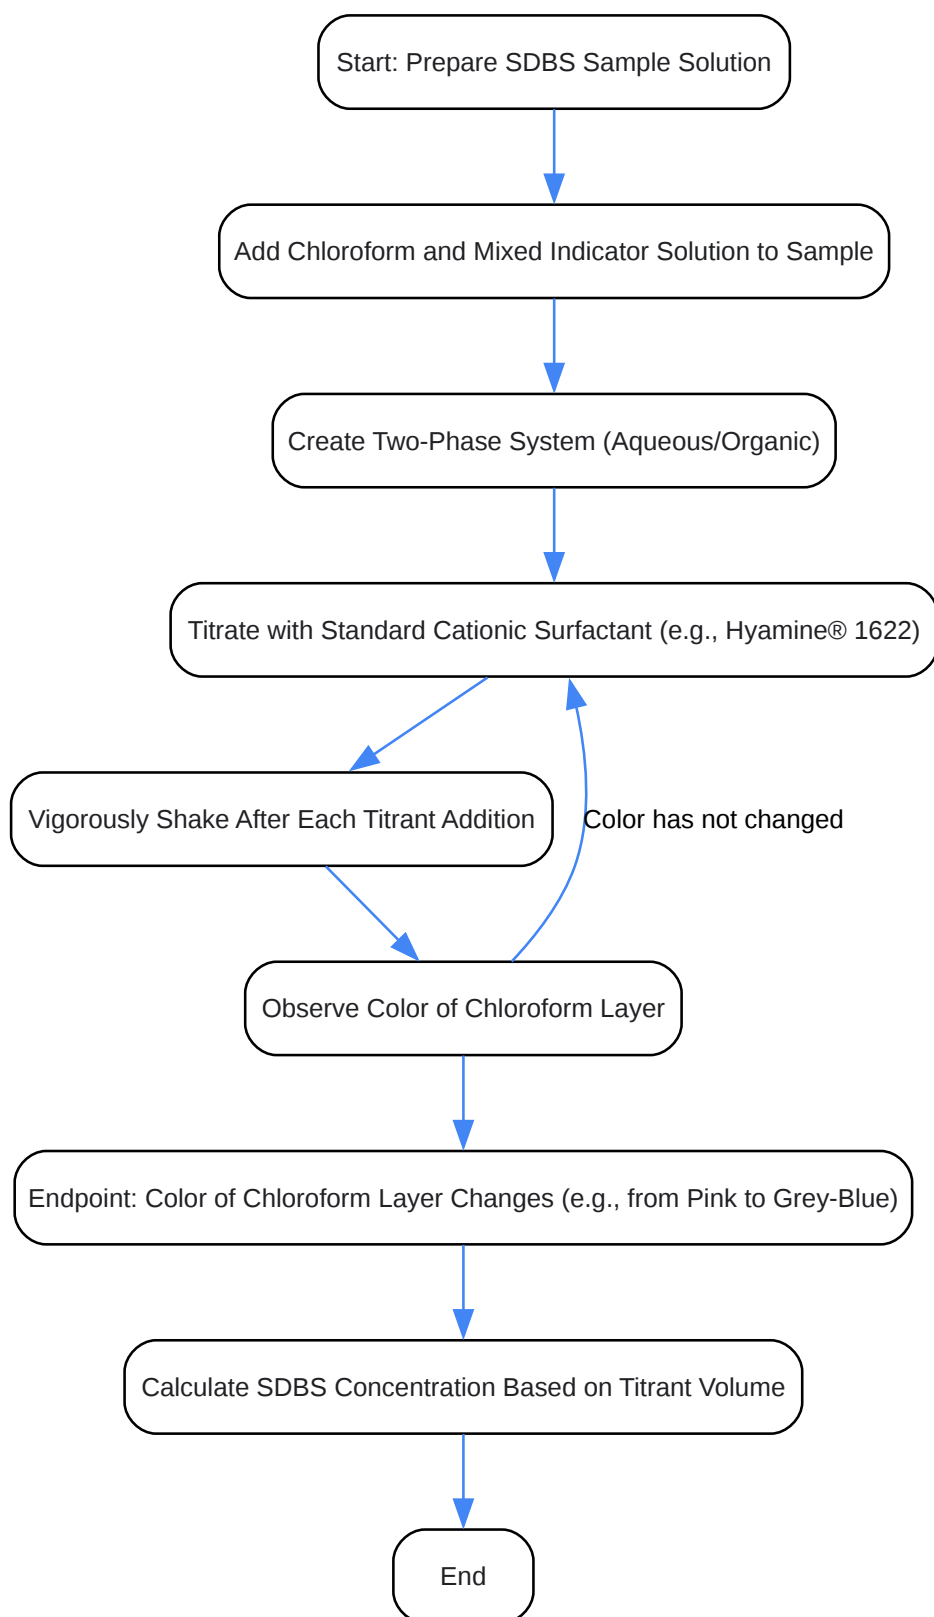 Start: Prepare SDBS Sample Solution
Add Chloroform and Mixed Indicator Solution to Sample
Create Two-Phase System (Aqueous/Organic)
Titrate with Standard Cationic Surfactant (e.g., Hyamine® 1622)
Vigorously Shake After Each Titrant Addition
Color has not changed
Observe Color of Chloroform Layer
Endpoint: Color of Chloroform Layer Changes (e.g., from Pink to Grey-Blue)
Calculate SDBS Concentration Based on Titrant Volume
End